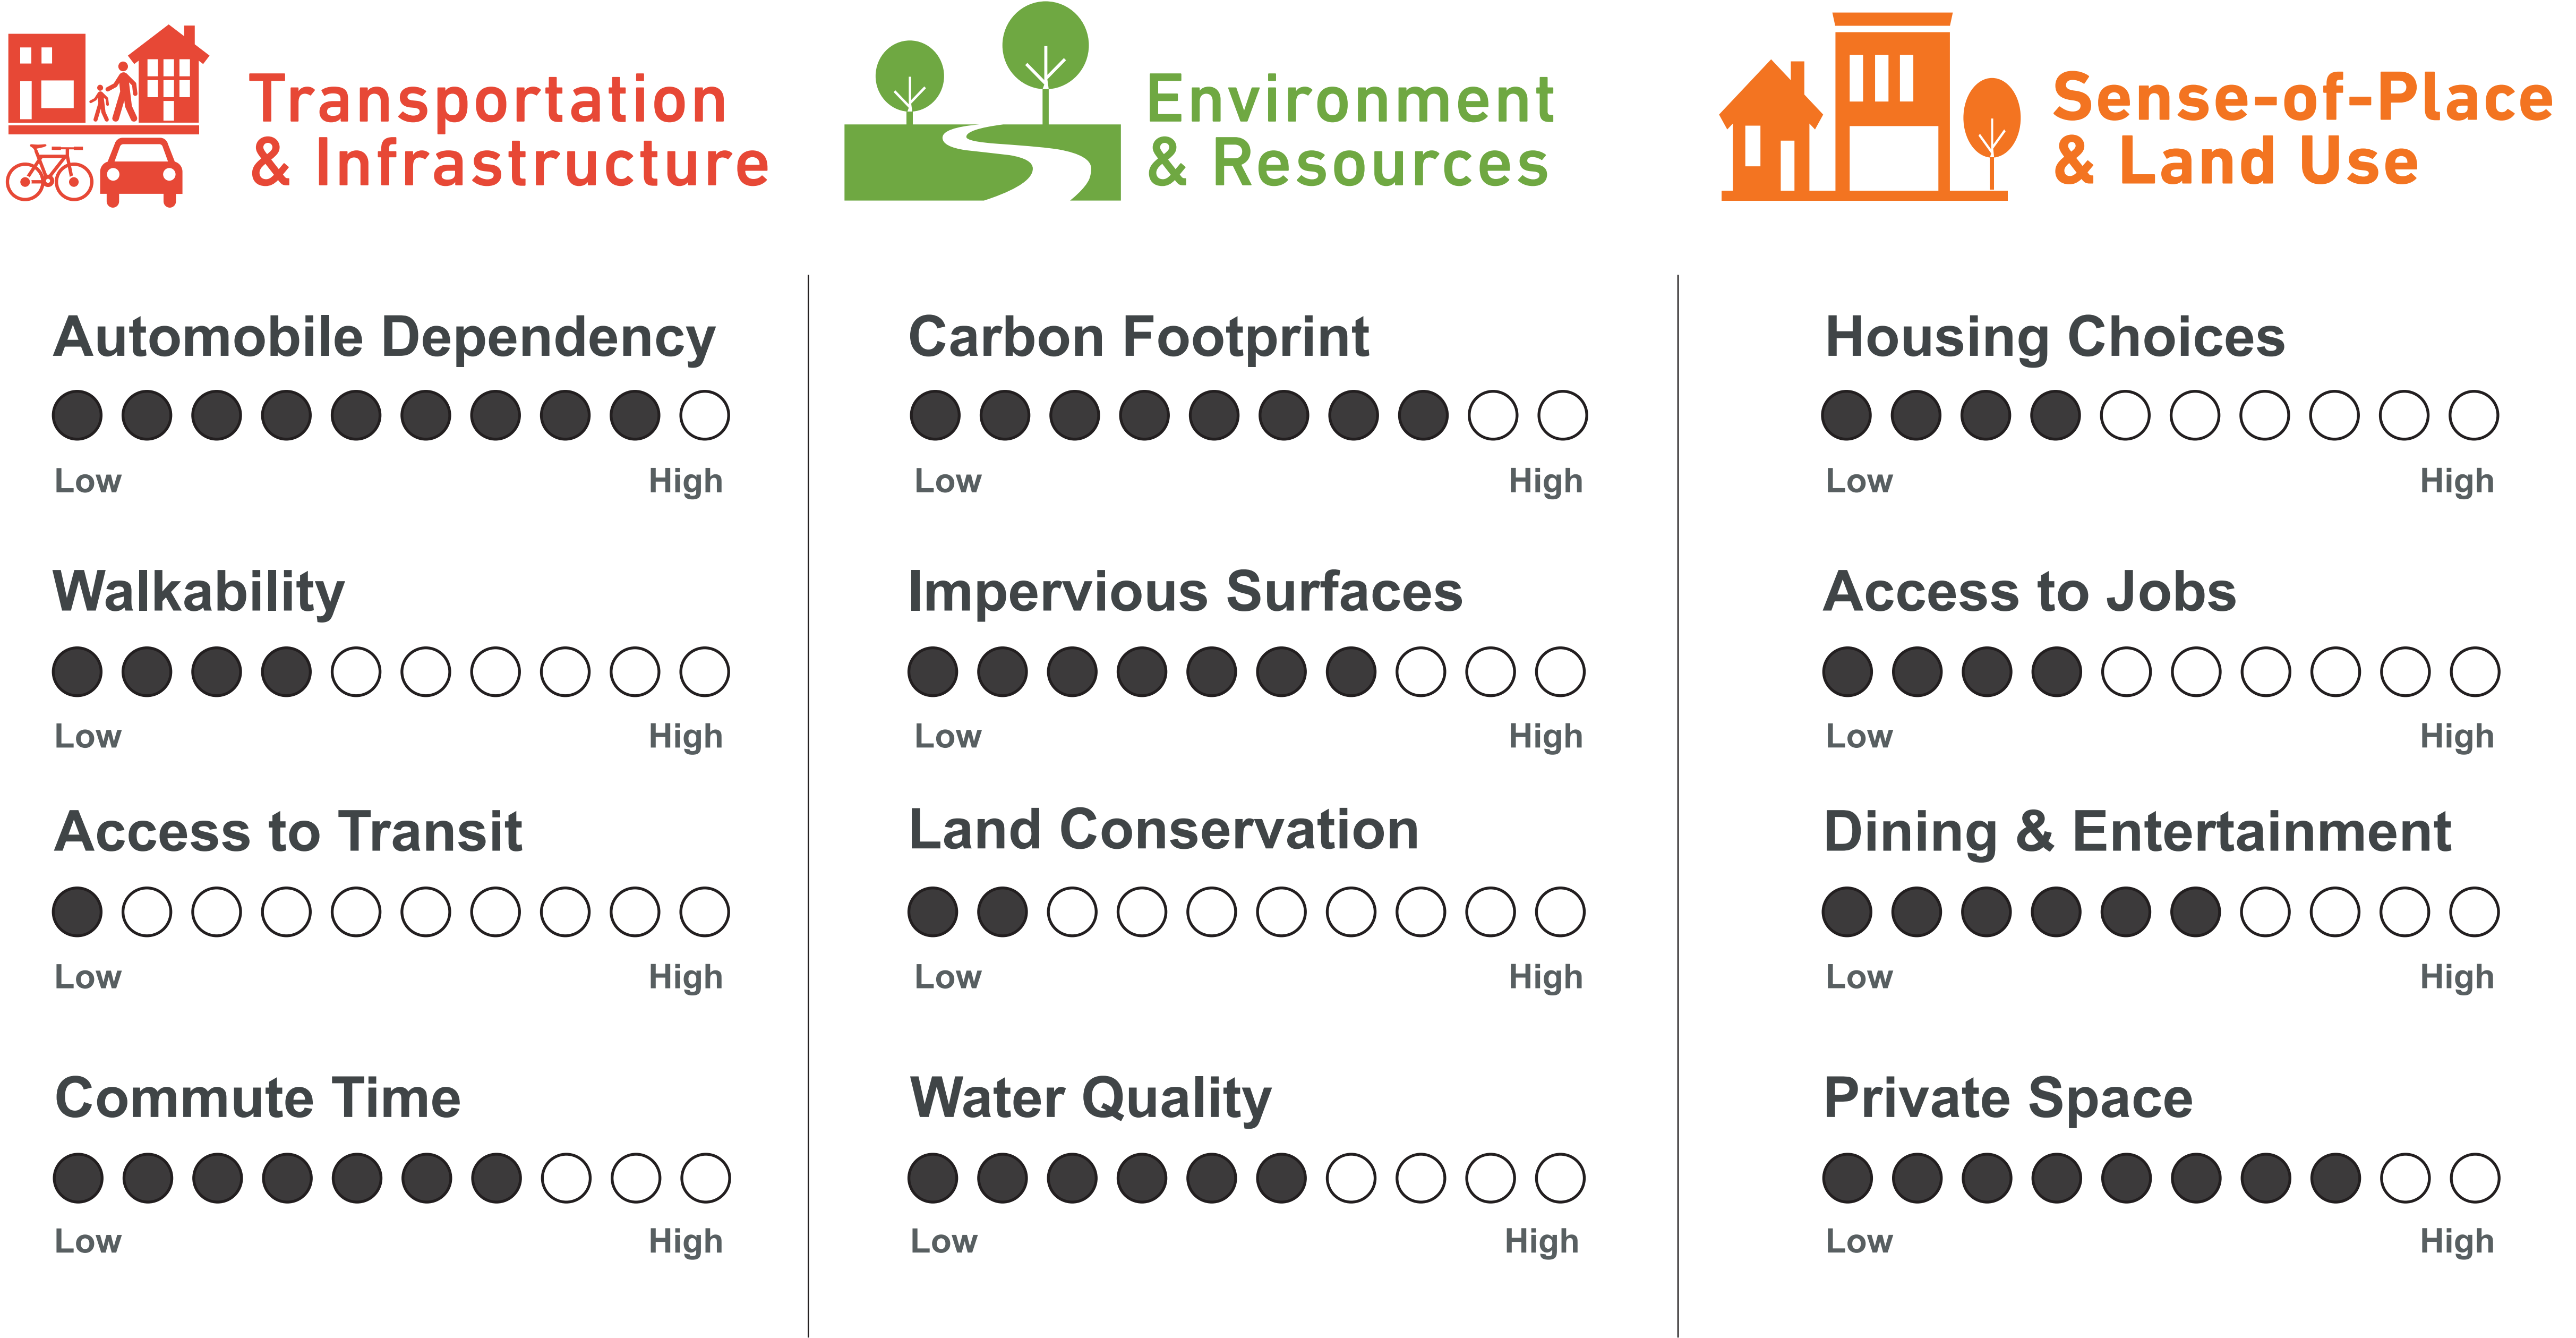 Transportation
& Infrastructure
Environment
& Resources
Sense-of-Place
& Land Use
Automobile Dependency
Low High
Walkability
Low High
Access to Transit
Low High
Commute Time
Low High
Carbon Footprint
Low High
Impervious Surfaces
Low High
Land Conservation
Low High
Water Quality
Low High
Housing Choices
Low High
Access to Jobs
Low High
Dining & Entertainment
Low High
Private Space
Low High